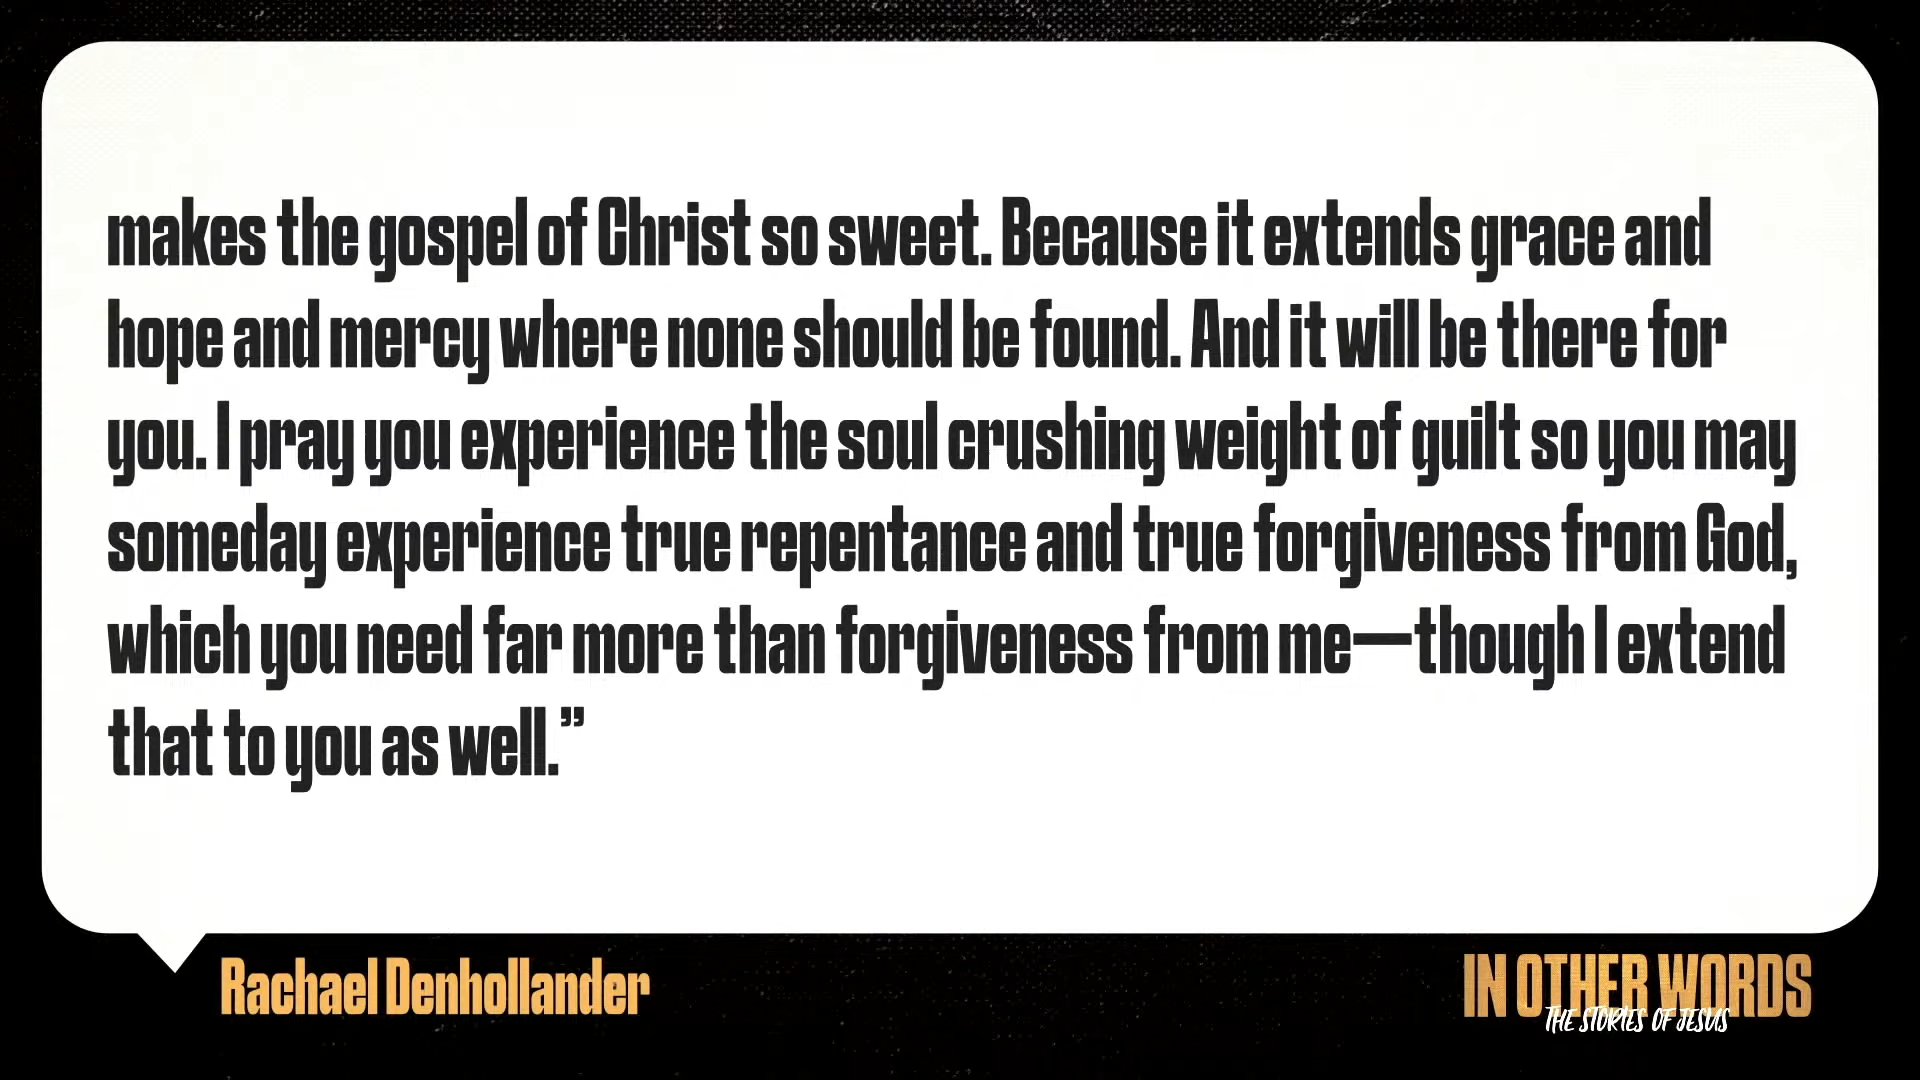 makes the gospel of Christ so sweet. Because it extends grace and
hope and mercy where none should be found. And it will be there for
you. I pray you experience the soul crushing weight of guilt so you may
someday experience true repentance and true forgiveness from God,
which you need far more than forgiveness from me—though I extend
that to you as well.”
Rachael Denhollander
IN OTHER WORDS
THE STORIES OF JESUS